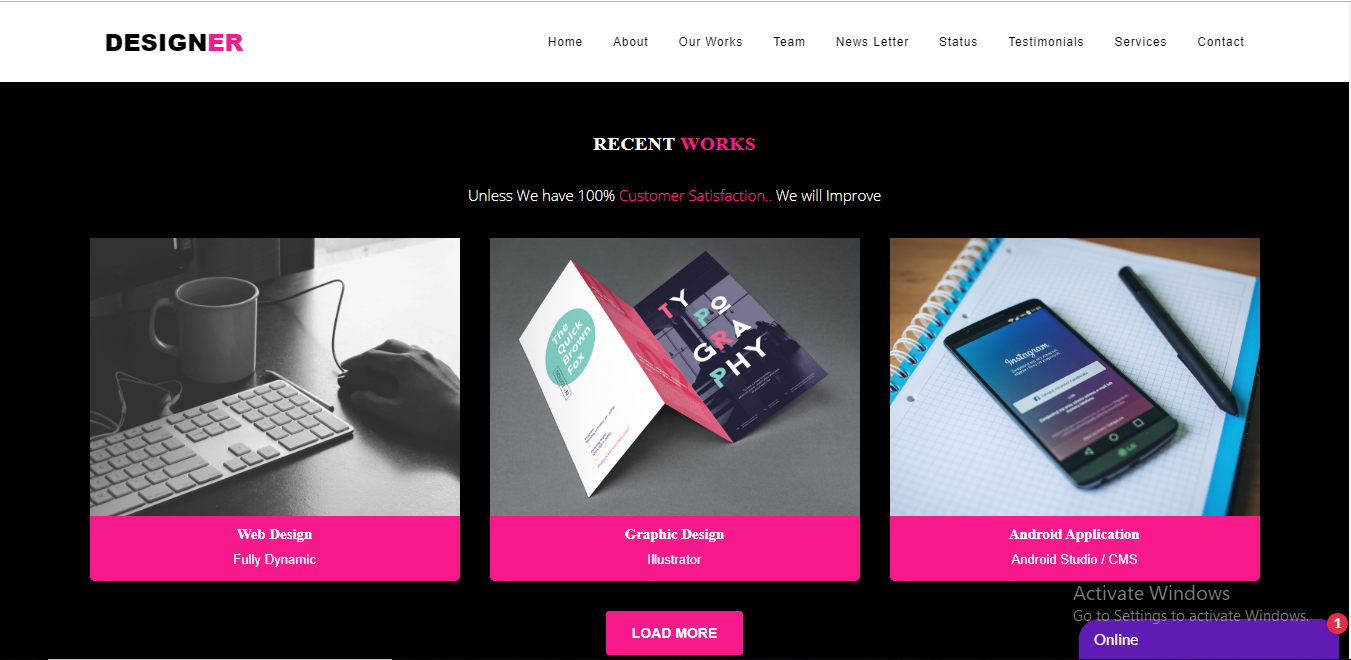 DESIGNER
Home About Our Works Team News Letter Status Testimonials Services Contact
RECENT WORKS
Unless We have 100% Customer Satisfaction.. We will Improve
The
Quick
Brown
Fox
TYPOGRAPHY
Instagram
LG
Web Design
Fully Dynamic
Graphic Design
Illustrator
Android Application
Android Studio / CMS
LOAD MORE
Activate Windows
Go to Settings to activate Windows.
1
Online